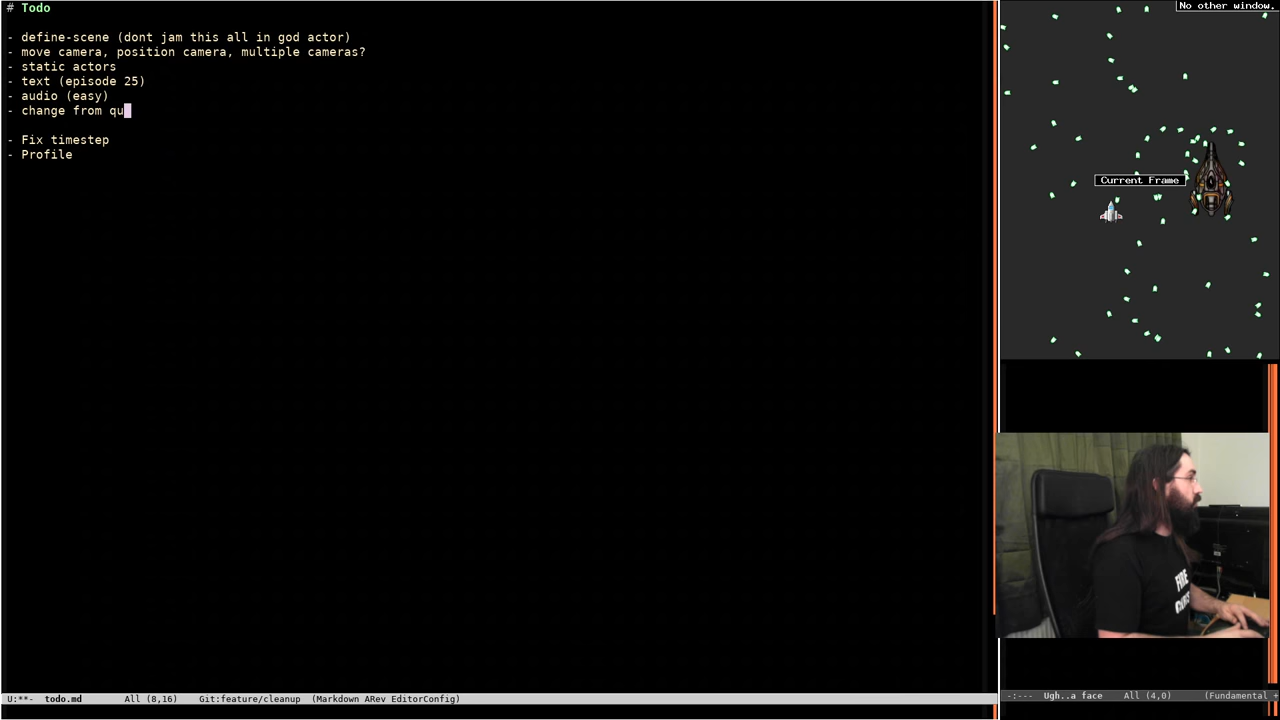 # Todo
- define-scene (dont jam this all in god actor)
- move camera, position camera, multiple cameras?
- static actors
- text (episode 25)
- audio (easy)
- change from qu
- Fix timestep
- Profile
U:**-  todo.md       All (8,16)    Git:feature/cleanup  (Markdown ARev EditorConfig)
No other window.
Current Frame
-:---  Ugh..a face   All (4,0)     (Fundamental +